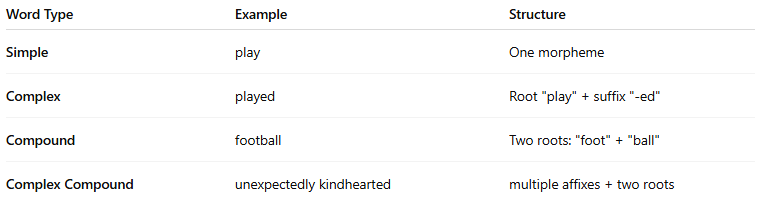 Word Type Example Structure
Simple play One morpheme
Complex played Root "play" + suffix "-ed"
Compound football Two roots: "foot" + "ball"
Complex Compound unexpectedly kindhearted multiple affixes + two roots